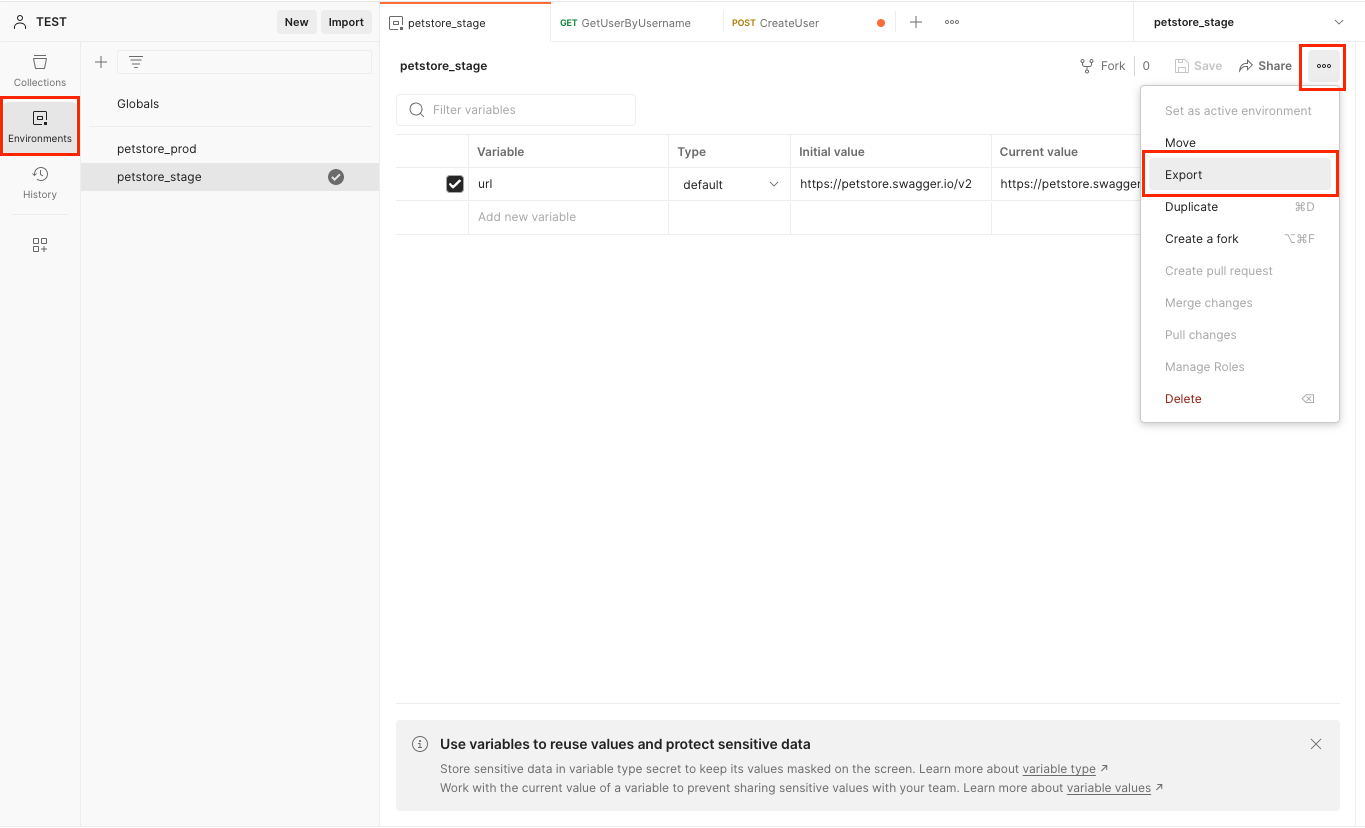 TEST
New
Import
petstore_stage
GET GetUserByUsername
POST CreateUser
petstore_stage
Collections
Environments
History
Globals
petstore_prod
petstore_stage
petstore_stage
Fork
0
Save
Share
Filter variables
Variable
Type
Initial value
Current value
url
default
https://petstore.swagger.io/v2
https://petstore.swagger
Add new variable
Set as active environment
Move
Export
Duplicate ⌘D
Create a fork ⌥⌘F
Create pull request
Merge changes
Pull changes
Manage Roles
Delete ⌫
Use variables to reuse values and protect sensitive data
Store sensitive data in variable type secret to keep its values masked on the screen. Learn more about variable type ↗
Work with the current value of a variable to prevent sharing sensitive values with your team. Learn more about variable values ↗